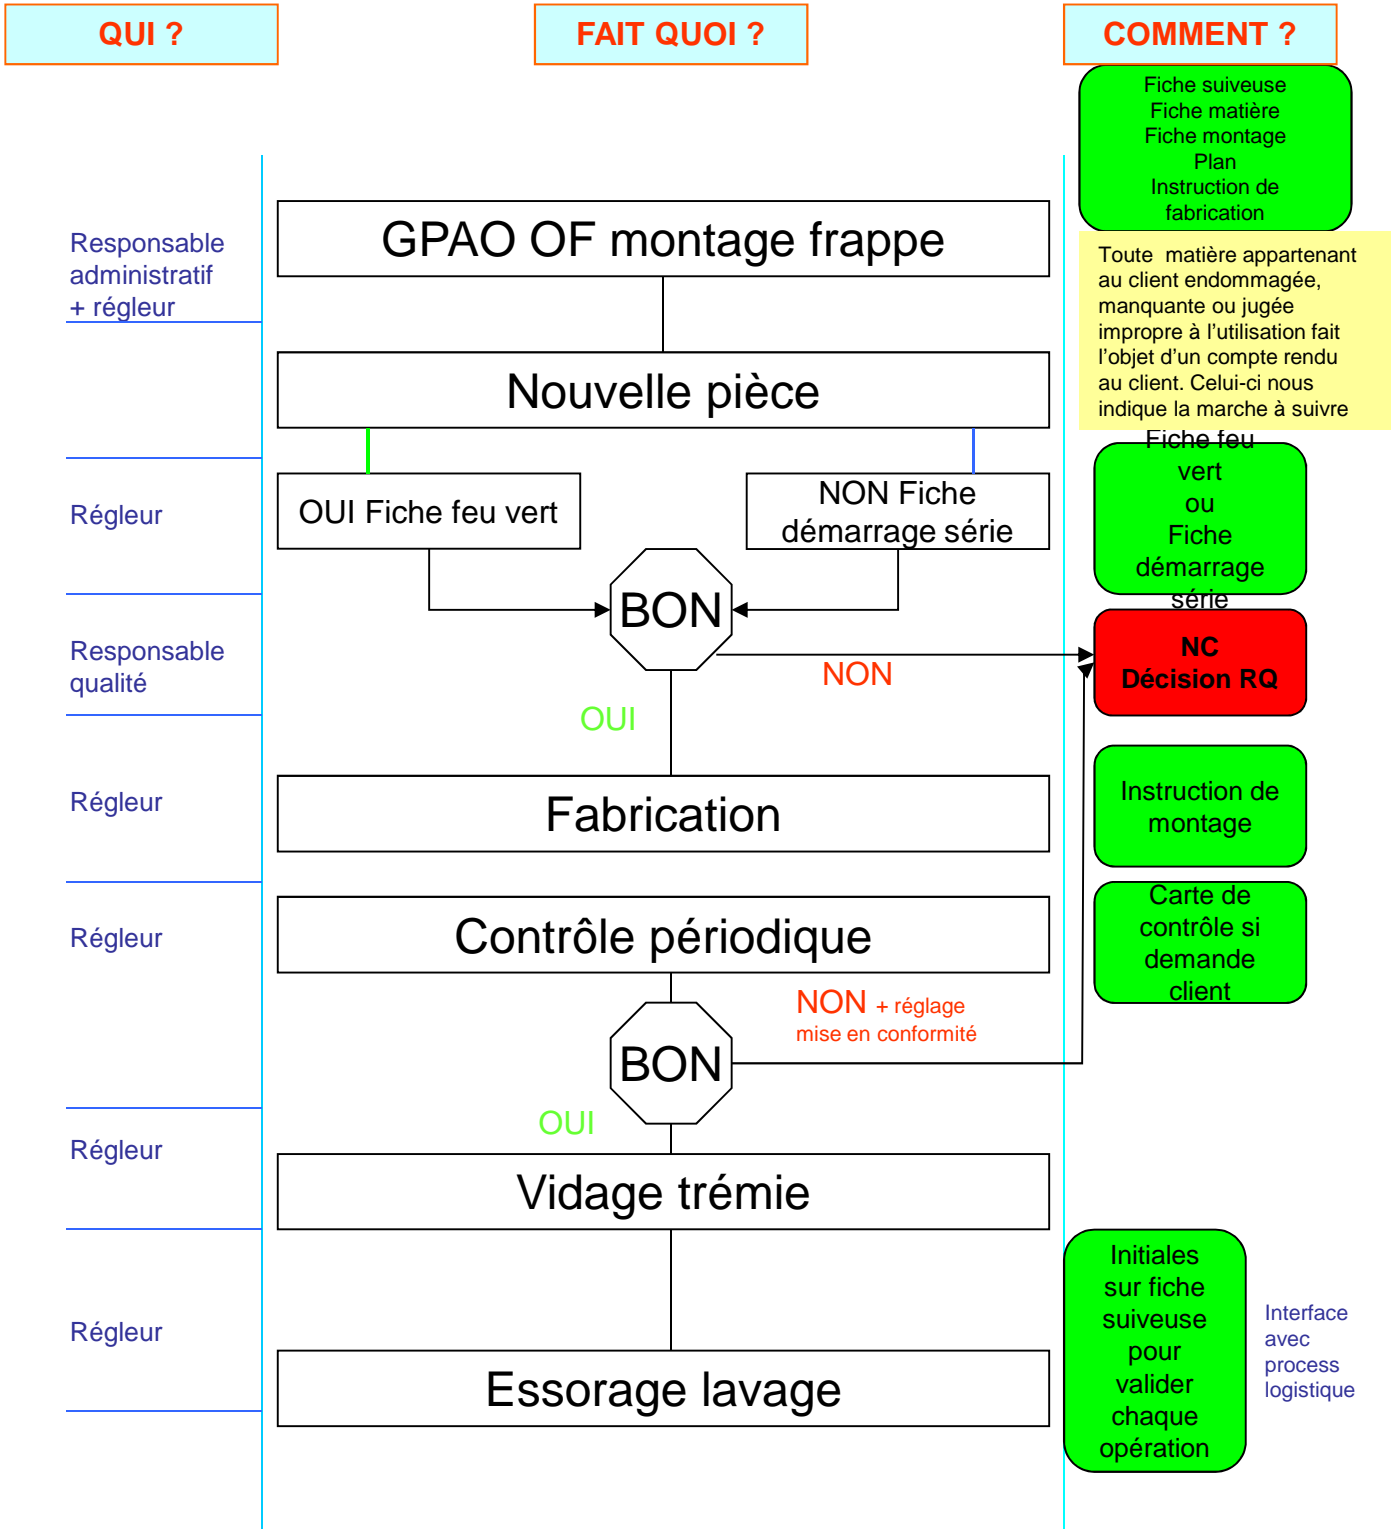 QUI ?
FAIT QUOI ?
COMMENT ?
Fiche suiveuse
Fiche matière
Fiche montage
Plan
Instruction de
fabrication
Responsable
administratif
+ régleur
GPAO OF montage frappe
Toute matière appartenant
au client endommagée,
manquante ou jugée
impropre à l’utilisation fait
l’objet d’un compte rendu
au client. Celui-ci nous
indique la marche à suivre
Nouvelle pièce
Régleur
OUI Fiche feu vert
NON Fiche
démarrage série
Fiche feu
vert
ou
Fiche
démarrage
série
BON
Responsable
qualité
NON
NC
Décision RQ
OUI
Régleur
Fabrication
Instruction de
montage
Régleur
Contrôle périodique
Carte de
contrôle si
demande
client
NON + réglage
mise en conformité
BON
OUI
Régleur
Vidage trémie
Régleur
Essorage lavage
Initiales
sur fiche
suiveuse
pour
valider
chaque
opération
Interface
avec
process
logistique